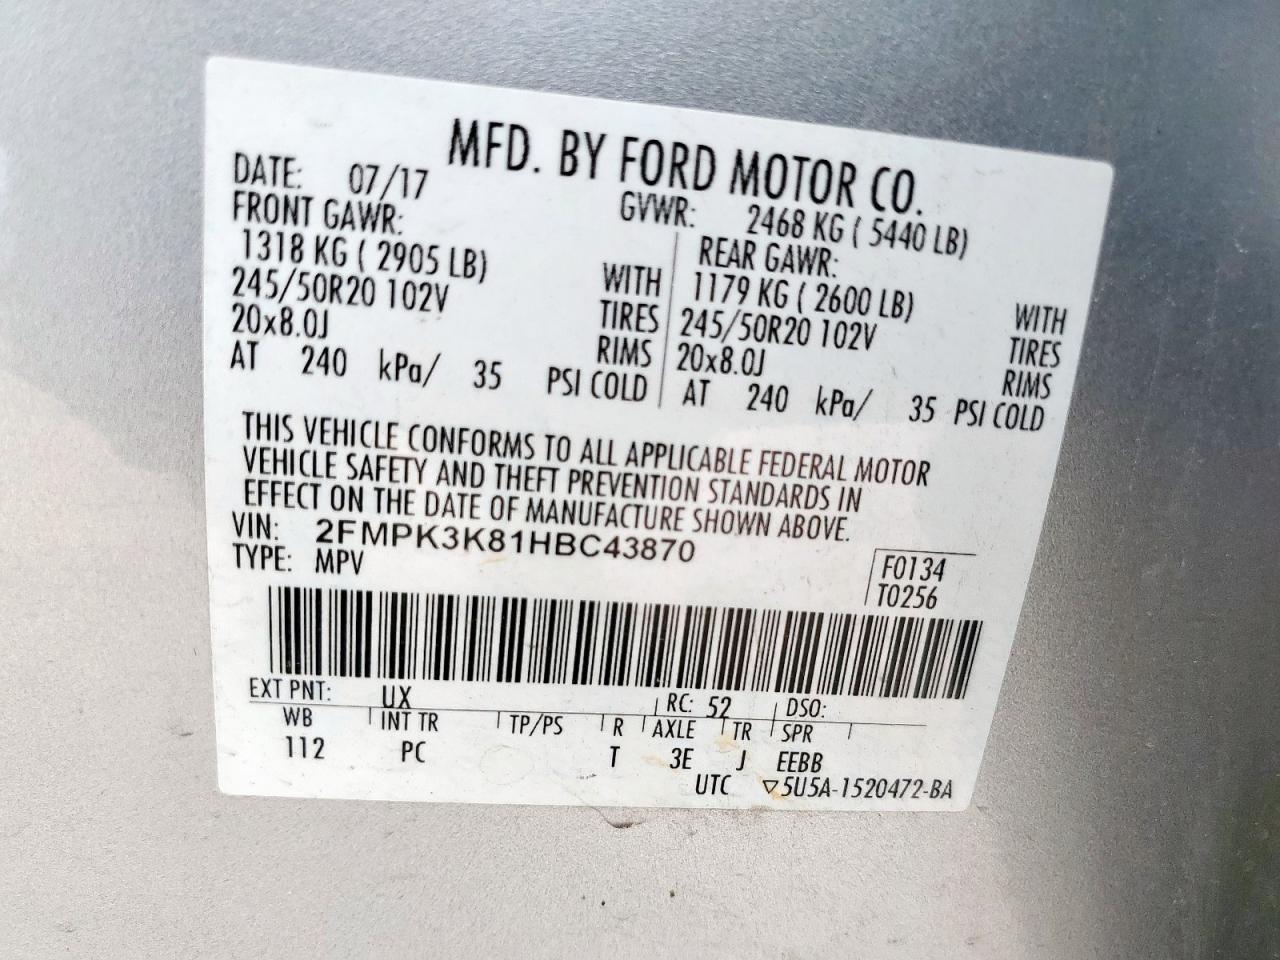 MFD. BY FORD MOTOR CO.
DATE: 07/17
GVWR: 2468 KG ( 5440 LB)
FRONT GAWR:
1318 KG ( 2905 LB) WITH
245/50R20 102V TIRES
20x8.0J RIMS
AT 240 kPa/ 35 PSI COLD
REAR GAWR:
1179 KG ( 2600 LB) WITH
245/50R20 102V TIRES
20x8.0J RIMS
AT 240 kPa/ 35 PSI COLD
THIS VEHICLE CONFORMS TO ALL APPLICABLE FEDERAL MOTOR
VEHICLE SAFETY AND THEFT PREVENTION STANDARDS IN
EFFECT ON THE DATE OF MANUFACTURE SHOWN ABOVE.
VIN: 2FMPK3K81HBC43870
TYPE: MPV
F0134
T0256
EXT PNT: UX RC: 52 DSO:
WB INT TR TP/PS R AXLE TR SPR
112 PC T 3E J EEBB
UTC ▽5U5A-1520472-BA